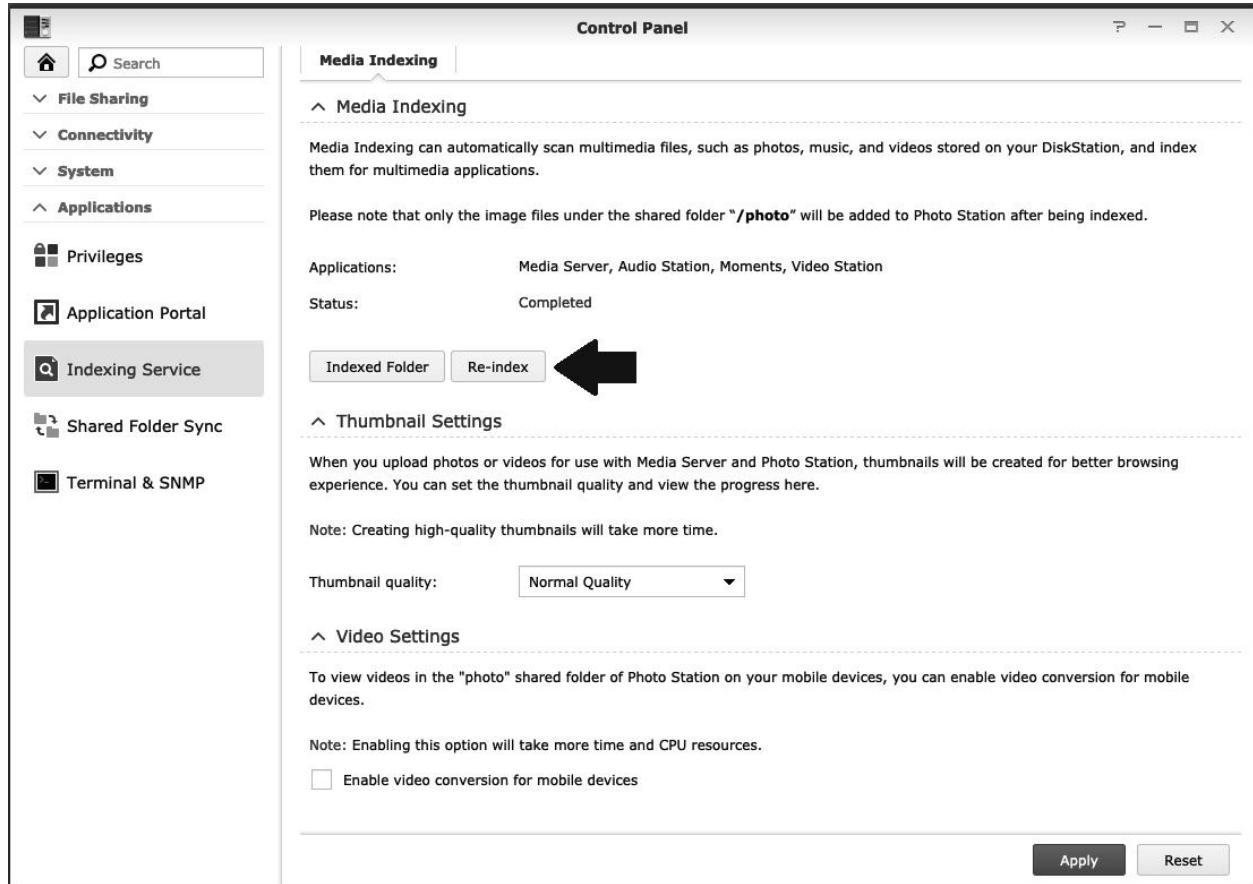 Control Panel
Search
File Sharing
Connectivity
System
Applications
Privileges
Application Portal
Indexing Service
Shared Folder Sync
Terminal & SNMP
Media Indexing
Media Indexing
Media Indexing can automatically scan multimedia files, such as photos, music, and videos stored on your DiskStation, and index
them for multimedia applications.
Please note that only the image files under the shared folder "/photo" will be added to Photo Station after being indexed.
Applications: Media Server, Audio Station, Moments, Video Station
Status: Completed
Indexed Folder Re-index
Thumbnail Settings
When you upload photos or videos for use with Media Server and Photo Station, thumbnails will be created for better browsing
experience. You can set the thumbnail quality and view the progress here.
Note: Creating high-quality thumbnails will take more time.
Thumbnail quality: Normal Quality
Video Settings
To view videos in the "photo" shared folder of Photo Station on your mobile devices, you can enable video conversion for mobile
devices.
Note: Enabling this option will take more time and CPU resources.
Enable video conversion for mobile devices
Apply Reset